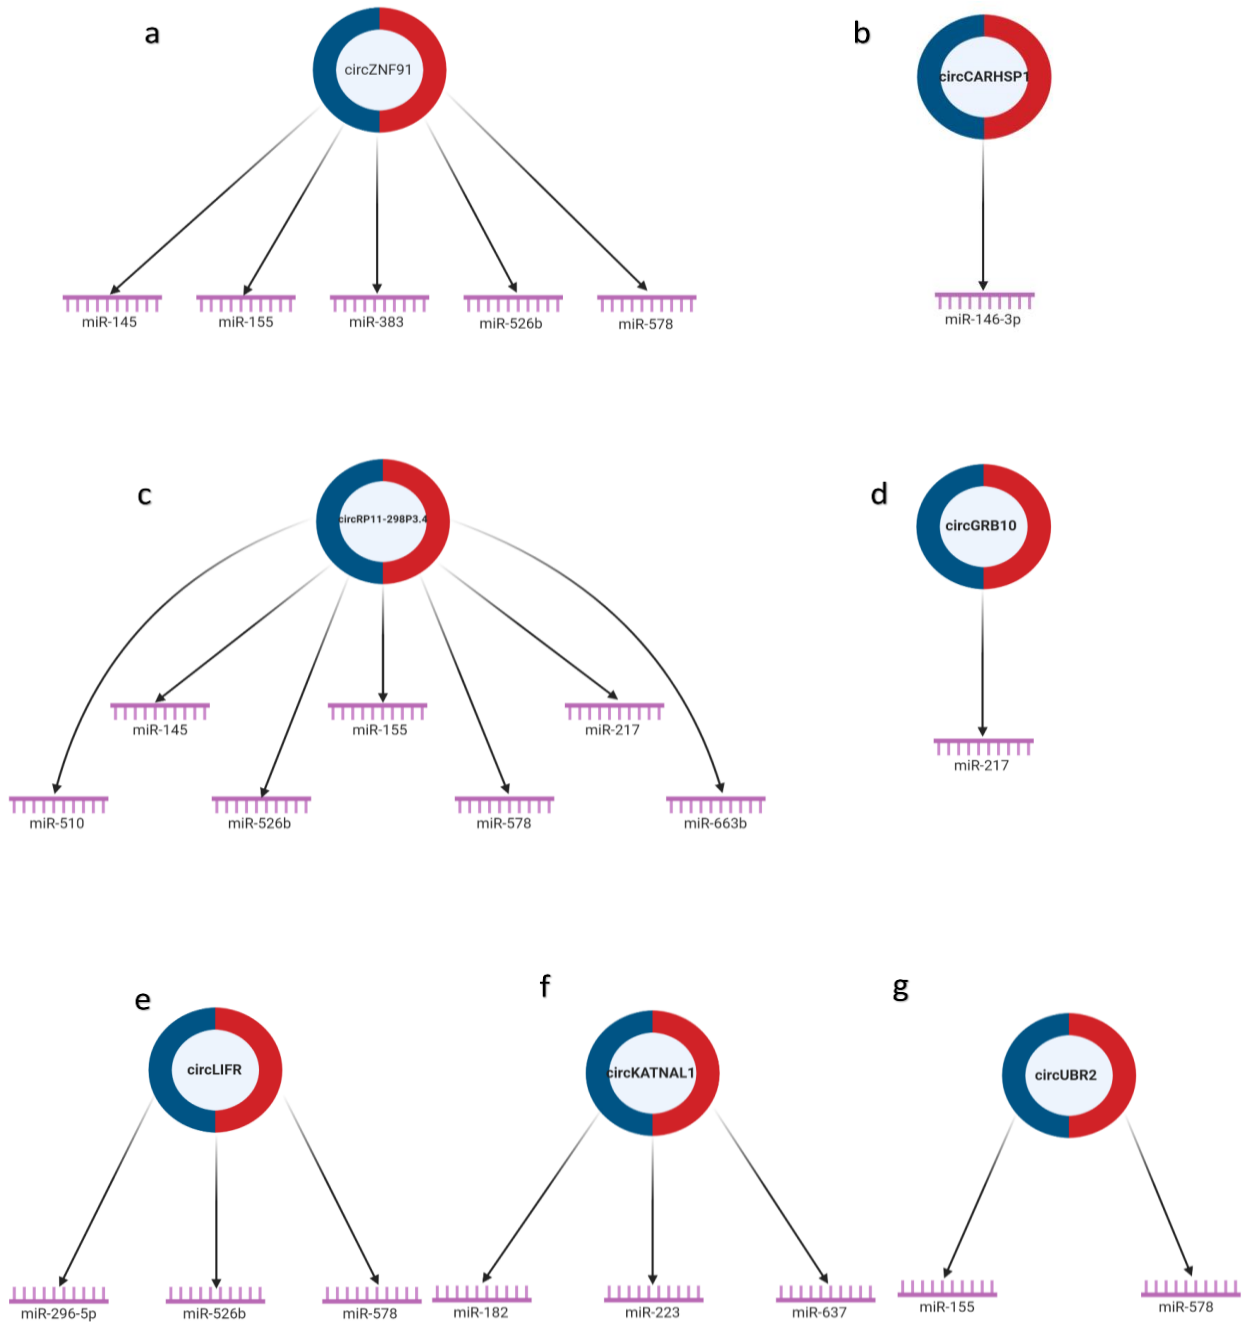 a
circZNF91
b
circCARHSP1
miR-145
miR-155
miR-383
miR-526b
miR-578
miR-146-3p
c
circRP11-298P3.4
d
circGRB10
miR-145
miR-155
miR-217
miR-217
miR-510
miR-526b
miR-578
miR-663b
e
circLIFR
f
circKATNAL1
g
circUBR2
miR-296-5p
miR-526b
miR-578
miR-182
miR-223
miR-637
miR-155
miR-578